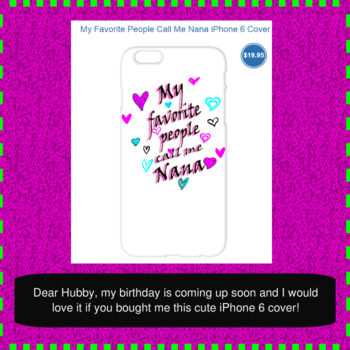 My Favorite People Call Me Nana iPhone 6 Cover
$19.95
My
favorite
people
call me
Nana
Dear Hubby, my birthday is coming up soon and I would
love it if you bought me this cute iPhone 6 cover!